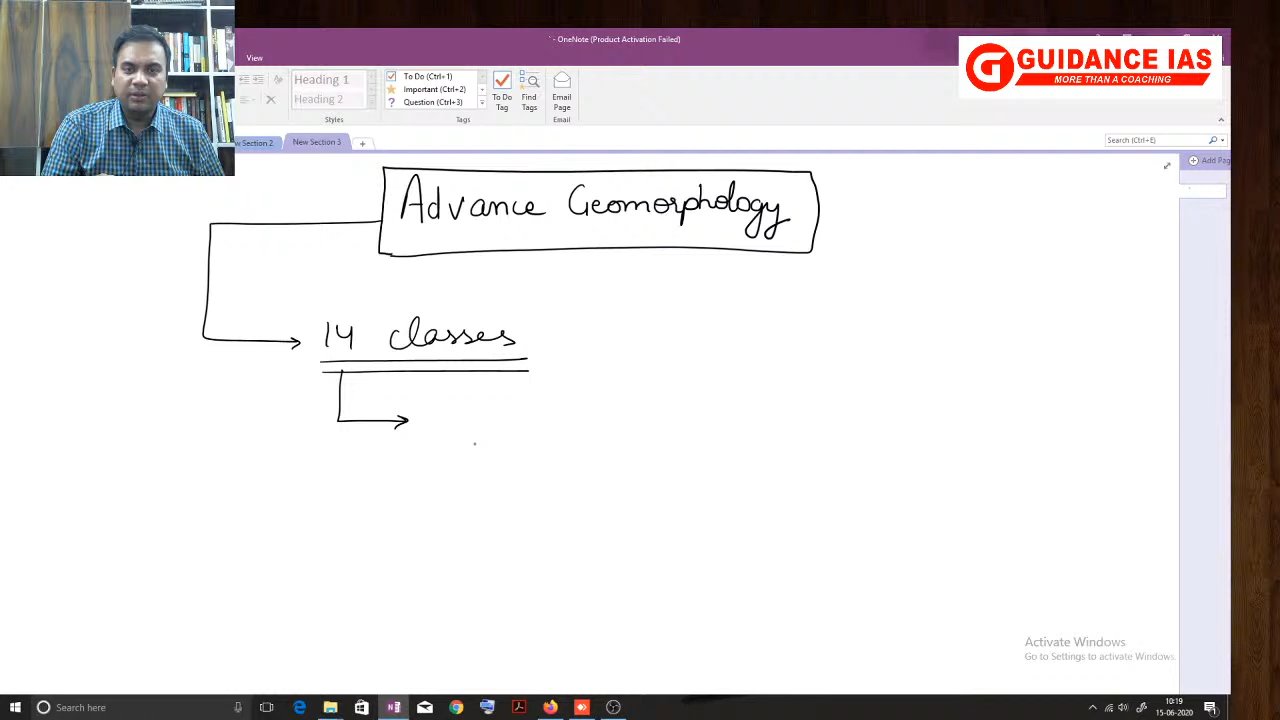 - OneNote (Product Activation Failed)
GUIDANCE IAS
MORE THAN A COACHING
View
Heading 1
Heading 2
To Do (Ctrl+1)
Important (Ctrl+2)
Question (Ctrl+3)
To Do Tag
Find Tags
Email Page
Styles
Tags
Email
w Section 2
New Section 3
Search (Ctrl+E)
Add Pag
Advance Geomorphology
14 classes
Activate Windows
Go to Settings to activate Windows.
Search here
10:19
15-06-2020